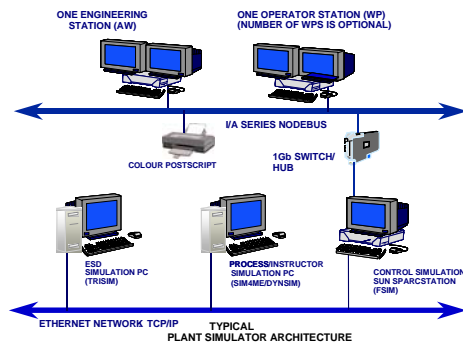 ONE ENGINEERING
STATION (AW)
ONE OPERATOR STATION (WP)
(NUMBER OF WPS IS OPTIONAL)
I/A SERIES NODEBUS
COLOUR POSTSCRIPT
1Gb SWITCH/
HUB
ESD
SIMULATION PC
(TRISIM)
PROCESS/INSTRUCTOR
SIMULATION PC
(SIM4ME/DYNSIM)
CONTROL SIMULATION
SUN SPARCSTATION
(FSIM)
ETHERNET NETWORK TCP/IP
TYPICAL
PLANT SIMULATOR ARCHITECTURE